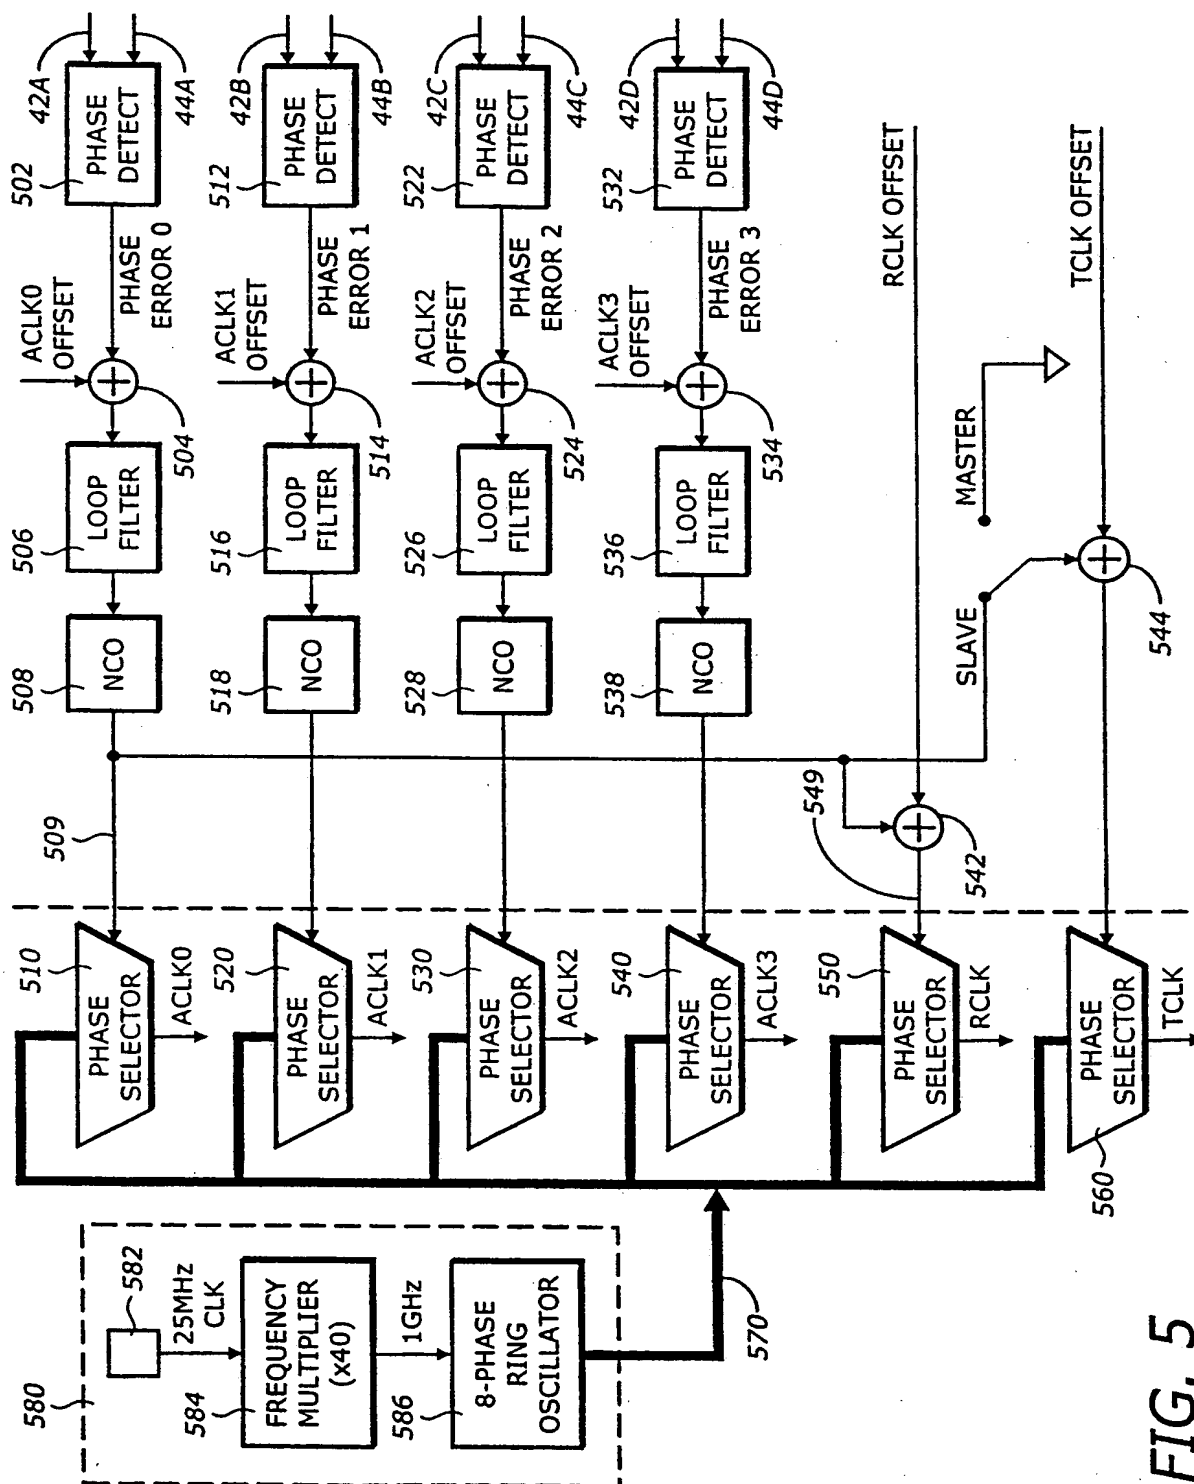 42A
44A
502
PHASE
DETECT
PHASE
ERROR 0
ACLK0
OFFSET
504
506
LOOP
FILTER
508
NCO
509
510
PHASE
SELECTOR
ACLK0
42B
44B
512
PHASE
DETECT
PHASE
ERROR 1
ACLK1
OFFSET
514
516
LOOP
FILTER
518
NCO
520
PHASE
SELECTOR
ACLK1
42C
44C
522
PHASE
DETECT
PHASE
ERROR 2
ACLK2
OFFSET
524
526
LOOP
FILTER
528
NCO
530
PHASE
SELECTOR
ACLK2
42D
44D
532
PHASE
DETECT
PHASE
ERROR 3
ACLK3
OFFSET
534
536
LOOP
FILTER
538
NCO
540
PHASE
SELECTOR
ACLK3
RCLK OFFSET
549
542
550
PHASE
SELECTOR
RCLK
MASTER
SLAVE
TCLK OFFSET
544
560
PHASE
SELECTOR
TCLK
580
582
25MHz
CLK
584
FREQUENCY
MULTIPLIER
(x40)
1GHz
586
8-PHASE
RING
OSCILLATOR
570
FIG. 5